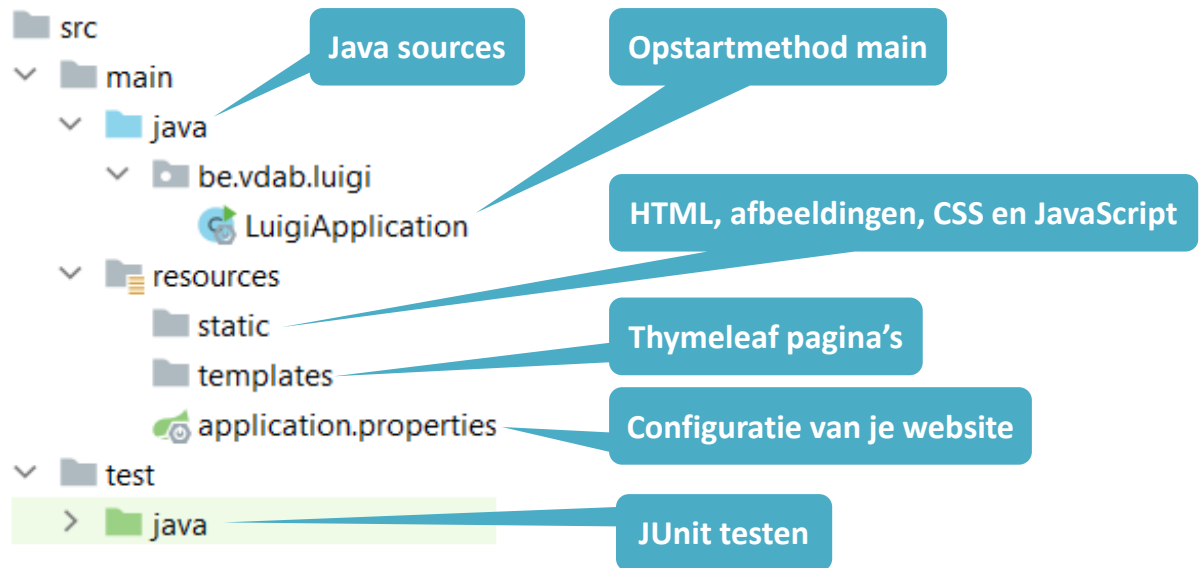 src
Java sources
Opstartmethod main
main
java
be.vdab.luigi
HTML, afbeeldingen, CSS en JavaScript
LuigiApplication
resources
static
Thymeleaf pagina’s
templates
application.properties
Configuratie van je website
test
java
JUnit testen